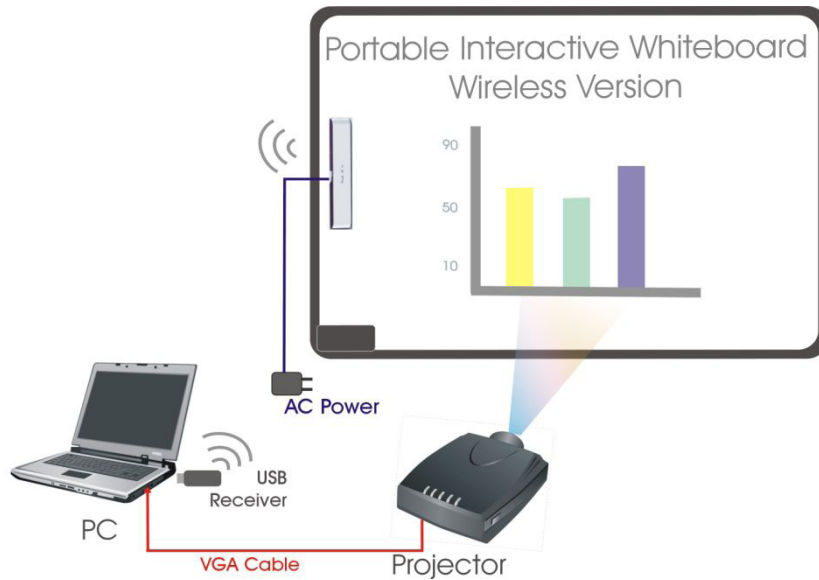 Portable Interactive Whiteboard
Wireless Version
90
50
10
AC Power
USB
Receiver
PC
VGA Cable
Projector